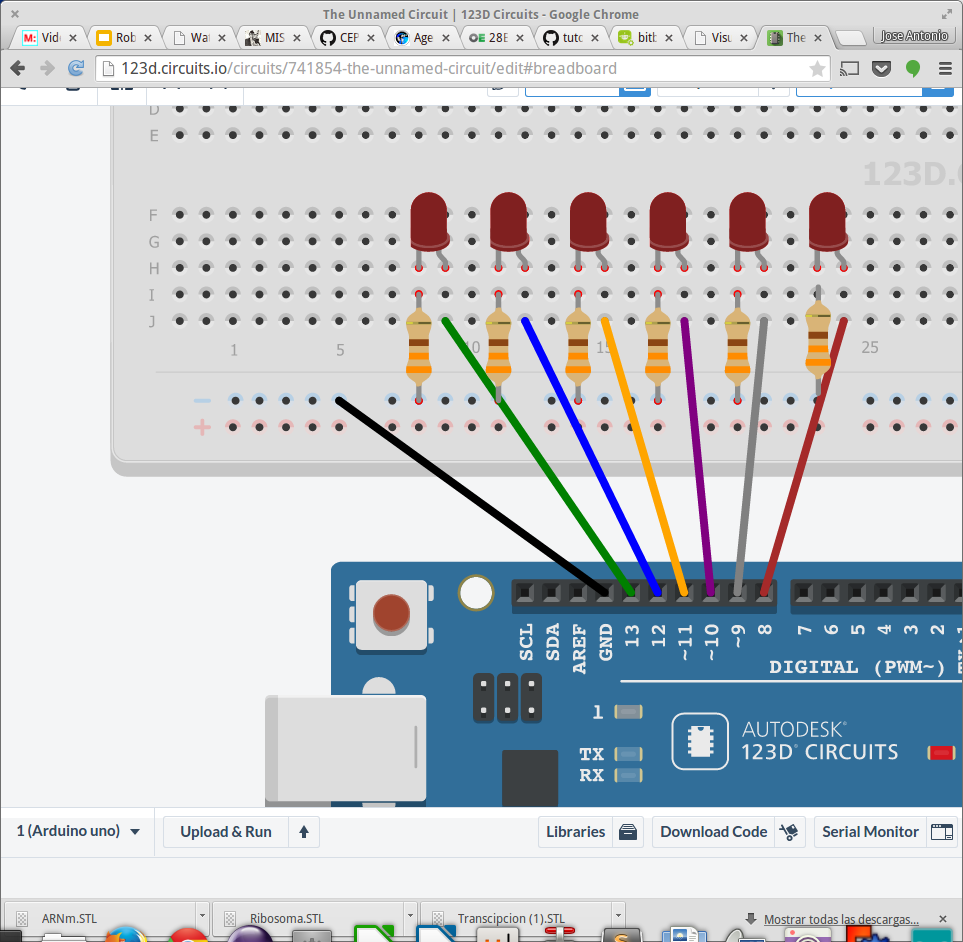 The Unnamed Circuit | 123D Circuits - Google Chrome
Vid Rob Wat MIS CEP Age 28E tuto bitb Visu The Jose Antonio
123d.circuits.io/circuits/741854-the-unnamed-circuit/edit#breadboard
D
E
123D.
F
G
H
I
J
1 5 10 15 25
SCL SDA AREF GND 13 12 ~11 ~10 ~9 8 7 6 5 4 3 2
DIGITAL (PWM~)
1
TX
RX
AUTODESK®
123D® CIRCUITS
1 (Arduino uno) Upload & Run Libraries Download Code Serial Monitor
ARNm.STL Ribosoma.STL Transcipcion (1).STL Mostrar todas las descargas...